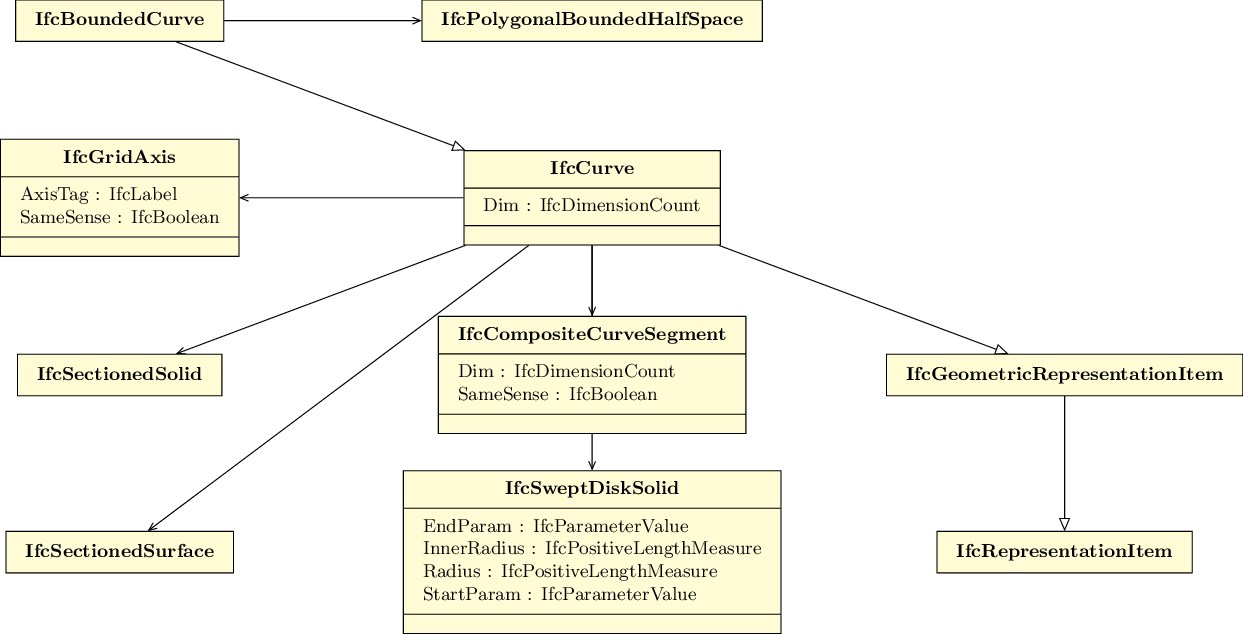 IfcBoundedCurve
IfcPolygonalBoundedHalfSpace
IfcGridAxis
AxisTag : IfcLabel
SameSense : IfcBoolean
IfcCurve
Dim : IfcDimensionCount
IfcSectionedSolid
IfcCompositeCurveSegment
Dim : IfcDimensionCount
SameSense : IfcBoolean
IfcGeometricRepresentationItem
IfcSectionedSurface
IfcSweptDiskSolid
EndParam : IfcParameterValue
InnerRadius : IfcPositiveLengthMeasure
Radius : IfcPositiveLengthMeasure
StartParam : IfcParameterValue
IfcRepresentationItem